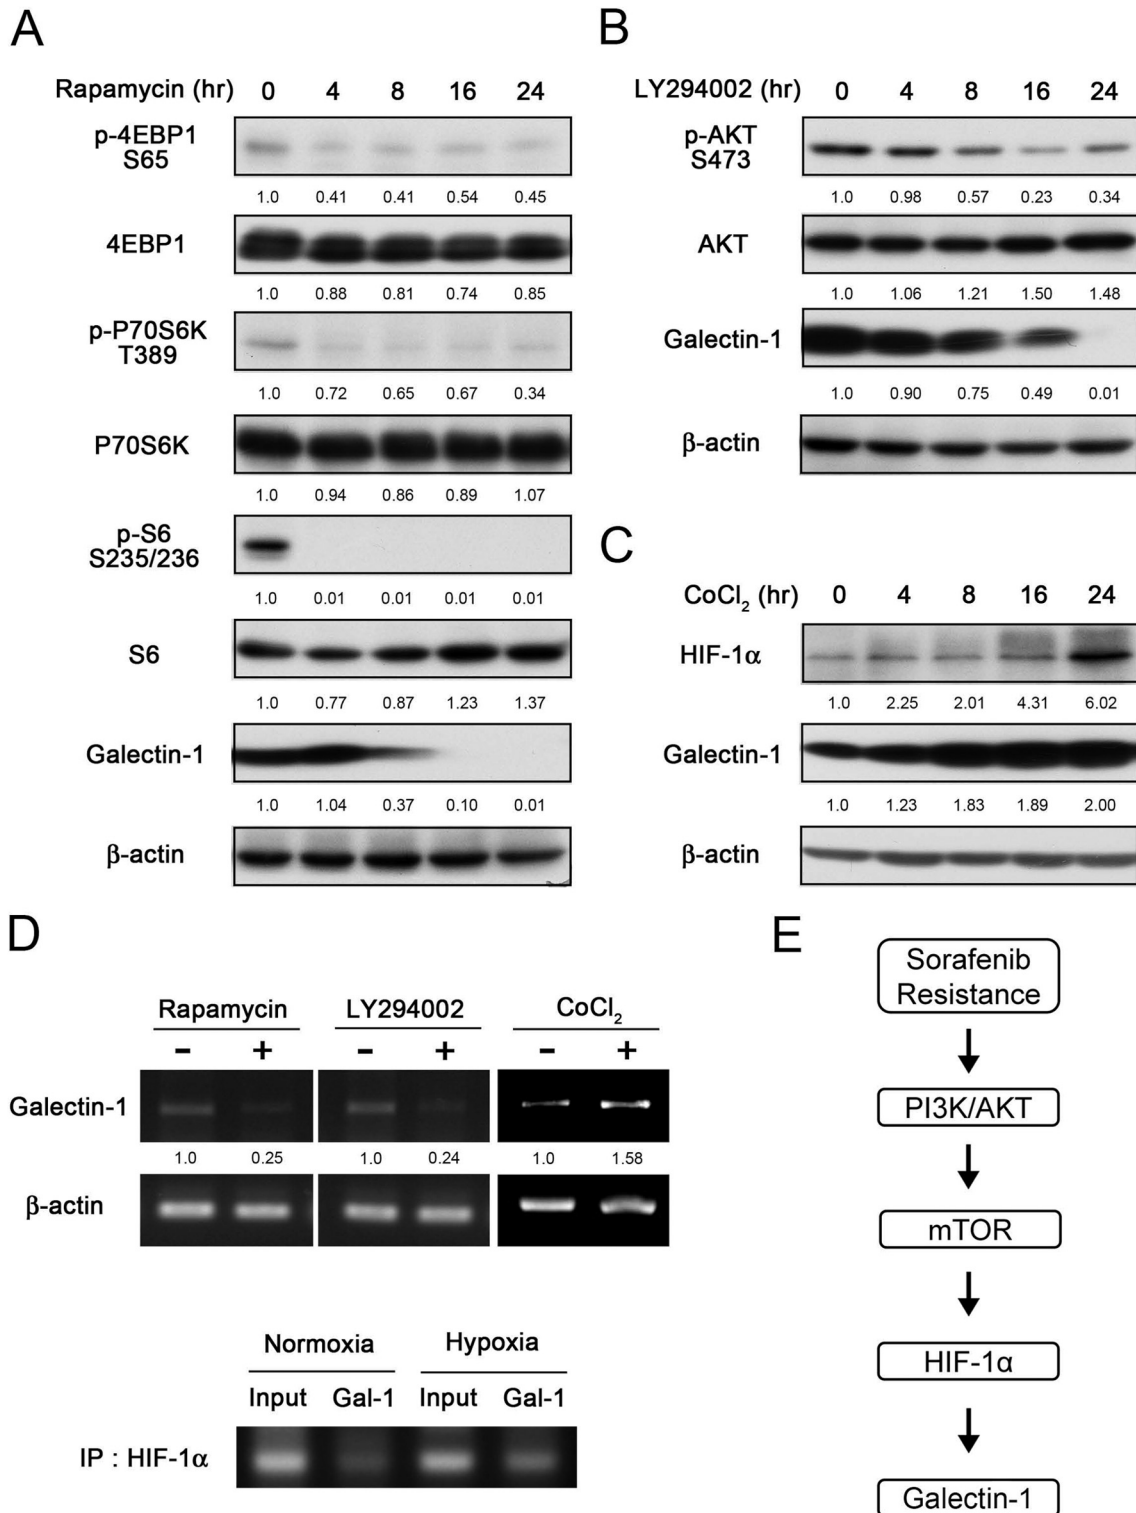 A
Rapamycin (hr) 0 4 8 16 24
p-4EBP1
S65
1.0 0.41 0.41 0.54 0.45
4EBP1
1.0 0.88 0.81 0.74 0.85
p-P70S6K
T389
1.0 0.72 0.65 0.67 0.34
P70S6K
1.0 0.94 0.86 0.89 1.07
p-S6
S235/236
1.0 0.01 0.01 0.01 0.01
S6
1.0 0.77 0.87 1.23 1.37
Galectin-1
1.0 1.04 0.37 0.10 0.01
β-actin
B
LY294002 (hr) 0 4 8 16 24
p-AKT
S473
1.0 0.98 0.57 0.23 0.34
AKT
1.0 1.06 1.21 1.50 1.48
Galectin-1
1.0 0.90 0.75 0.49 0.01
β-actin
C
CoCl₂ (hr) 0 4 8 16 24
HIF-1α
1.0 2.25 2.01 4.31 6.02
Galectin-1
1.0 1.23 1.83 1.89 2.00
β-actin
D
Rapamycin LY294002 CoCl₂
− + − + − +
Galectin-1
1.0 0.25 1.0 0.24 1.0 1.58
β-actin
Normoxia Hypoxia
Input Gal-1 Input Gal-1
IP : HIF-1α
E
Sorafenib
Resistance
PI3K/AKT
mTOR
HIF-1α
Galectin-1